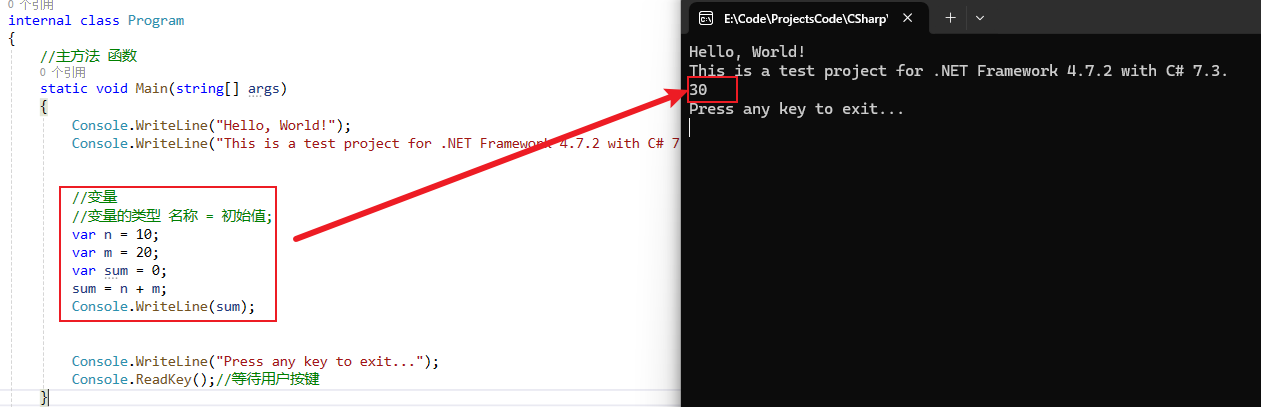 0 个引用
internal class Program
{
//主方法 函数
0 个引用
static void Main(string[] args)
{
Console.WriteLine("Hello, World!");
Console.WriteLine("This is a test project for .NET Framework 4.7.2 with C# 7
//变量
//变量的类型 名称 = 初始值;
var n = 10;
var m = 20;
var sum = 0;
sum = n + m;
Console.WriteLine(sum);
Console.WriteLine("Press any key to exit...");
Console.ReadKey();//等待用户按键
}
E:\Code\ProjectsCode\CSharp\
Hello, World!
This is a test project for .NET Framework 4.7.2 with C# 7.3.
30
Press any key to exit...